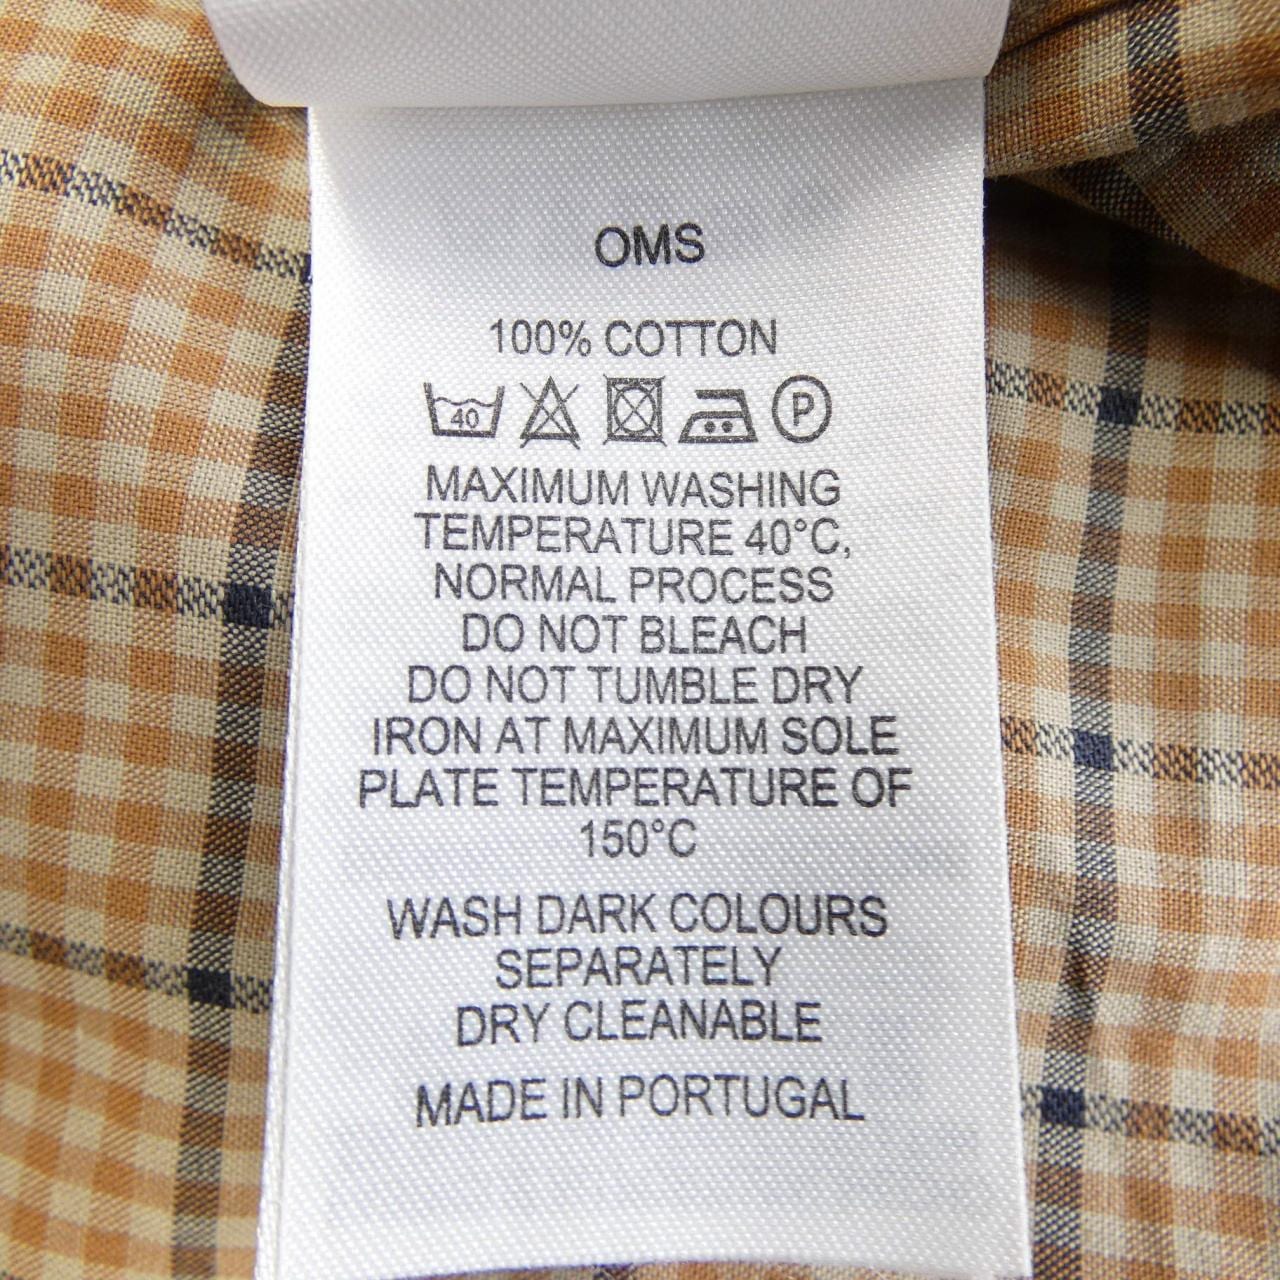 OMS
100% COTTON
40 P
MAXIMUM WASHING
TEMPERATURE 40°C,
NORMAL PROCESS
DO NOT BLEACH
DO NOT TUMBLE DRY
IRON AT MAXIMUM SOLE
PLATE TEMPERATURE OF
150°C
WASH DARK COLOURS
SEPARATELY
DRY CLEANABLE
MADE IN PORTUGAL